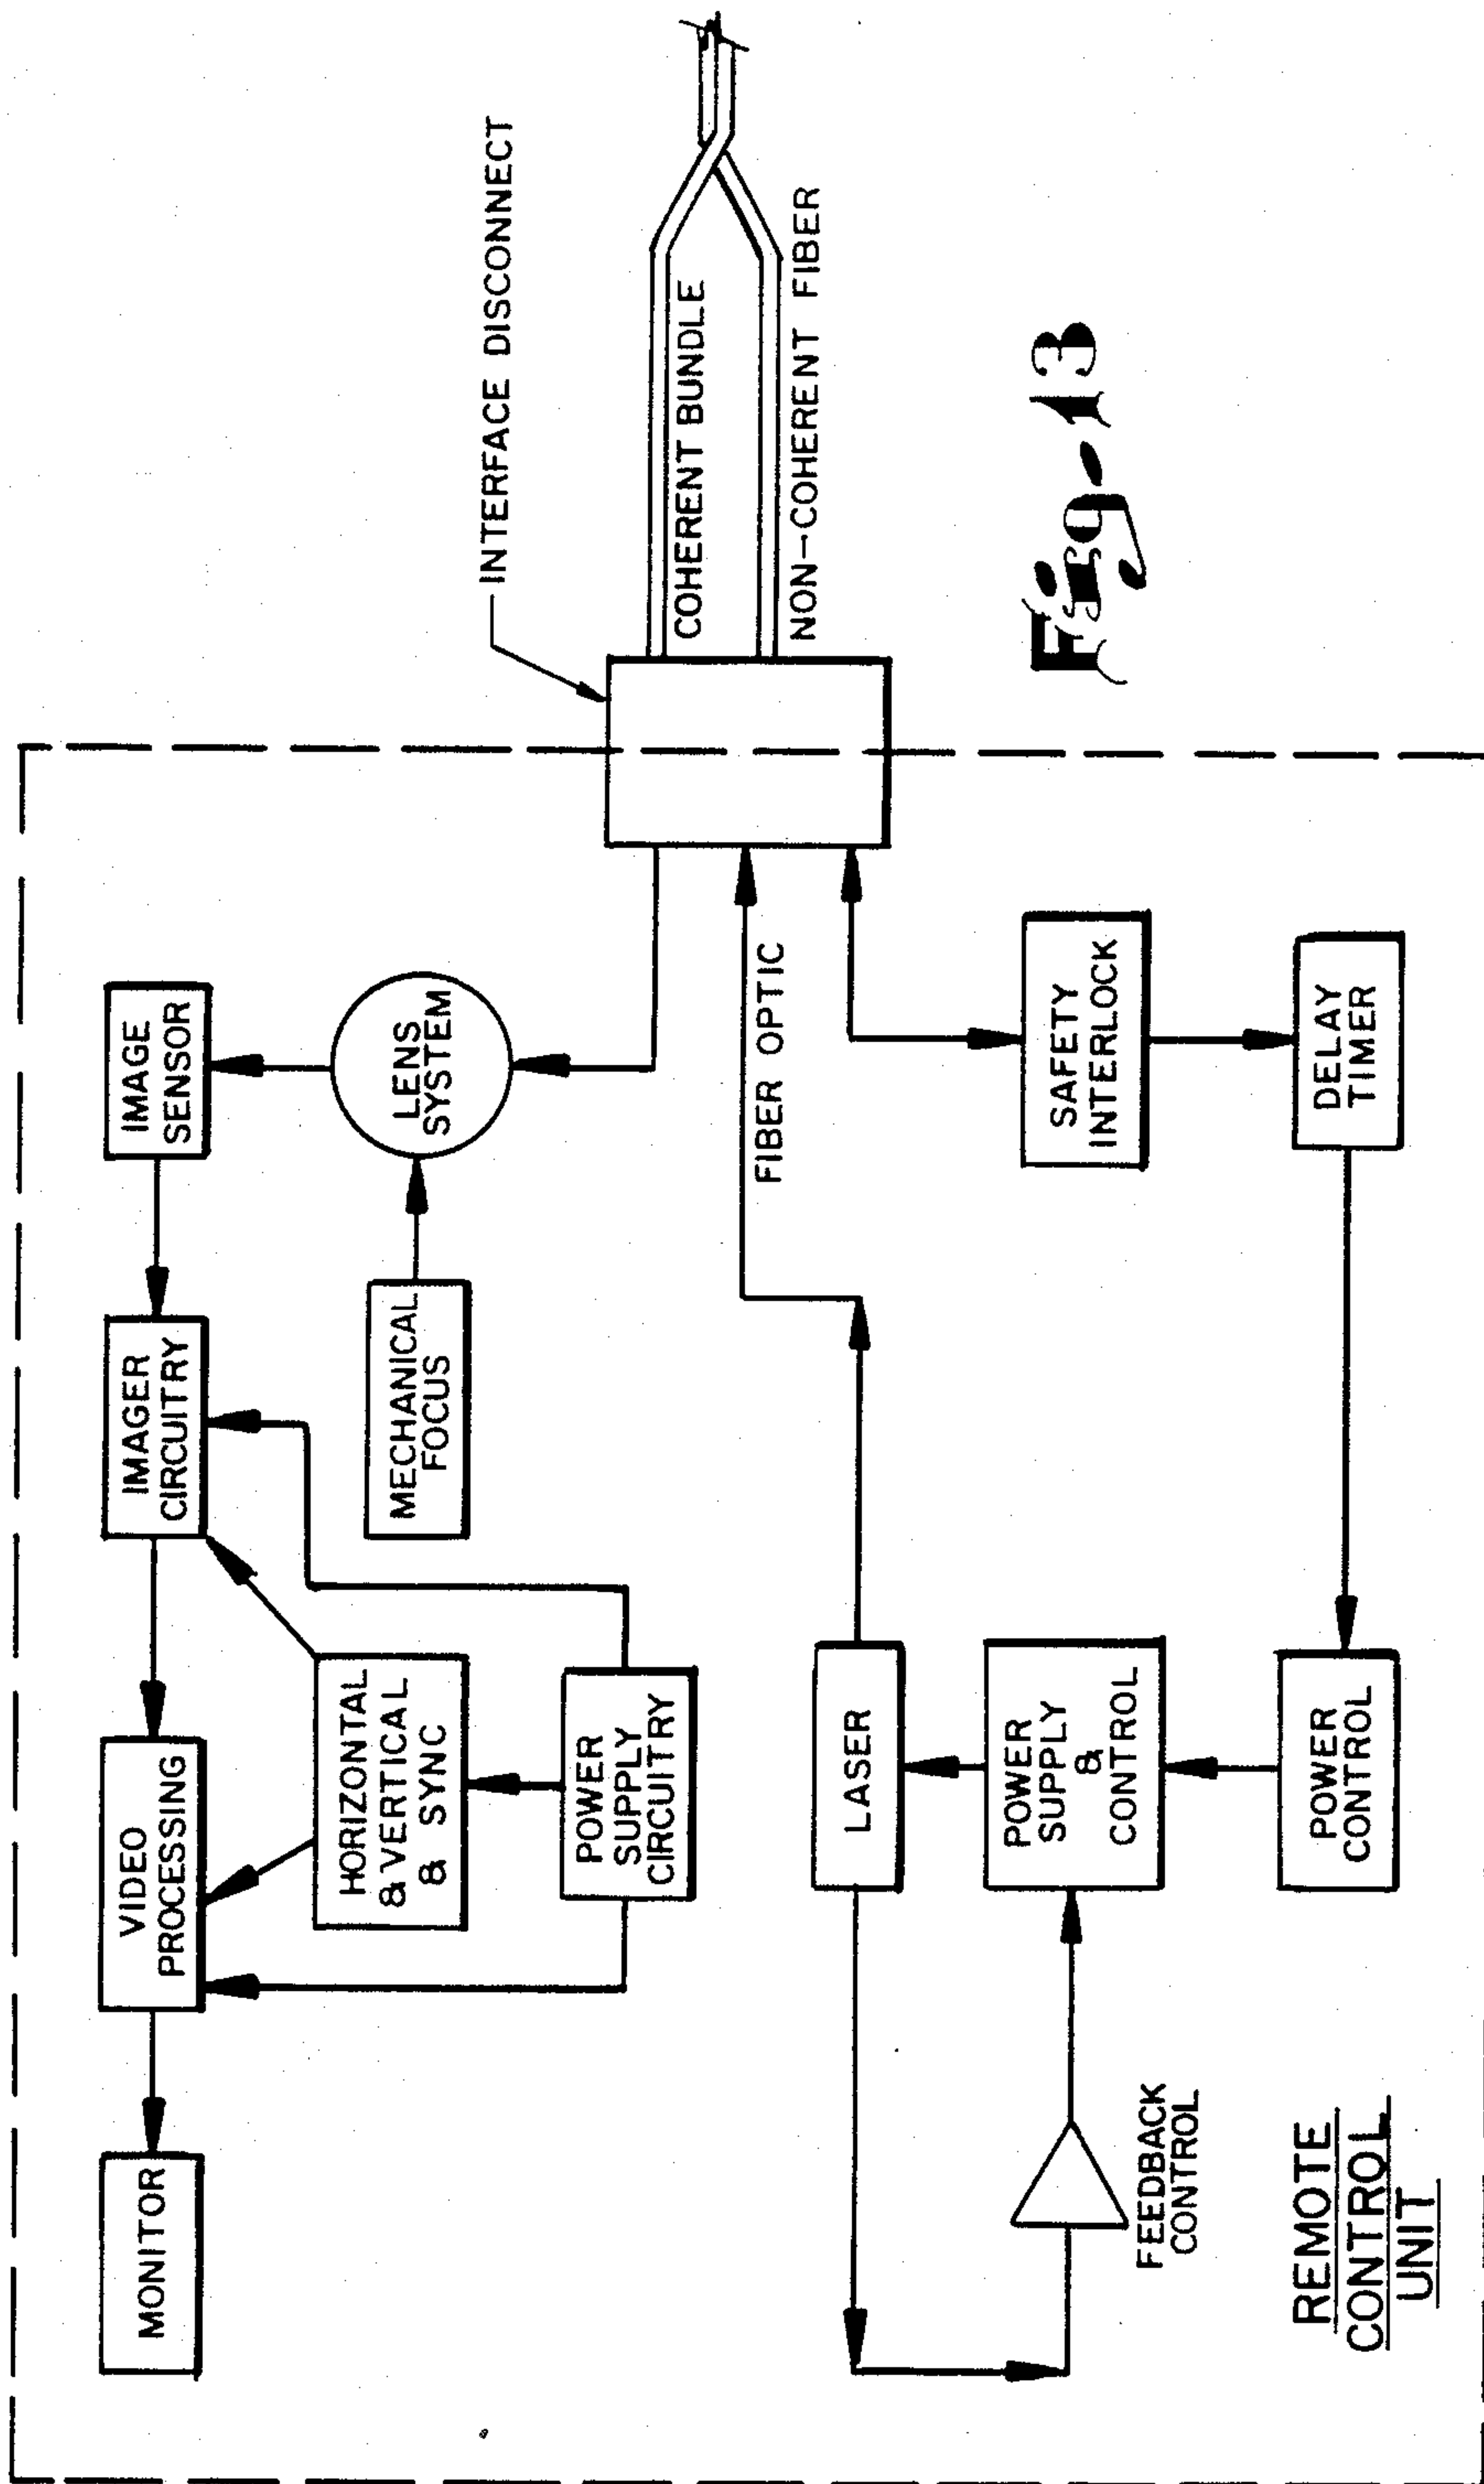 MONITOR
VIDEO
PROCESSING
IMAGER
CIRCUITRY
IMAGE
SENSOR
HORIZONTAL
& VERTICAL
& SYNC
MECHANICAL
FOCUS
LENS
SYSTEM
POWER
SUPPLY
CIRCUITRY
INTERFACE DISCONNECT
COHERENT BUNDLE
NON-COHERENT FIBER
FIBER OPTIC
LASER
POWER
SUPPLY
&
CONTROL
FEEDBACK
CONTROL
SAFETY
INTERLOCK
DELAY
TIMER
POWER
CONTROL
REMOTE
CONTROL
UNIT
Fig-13